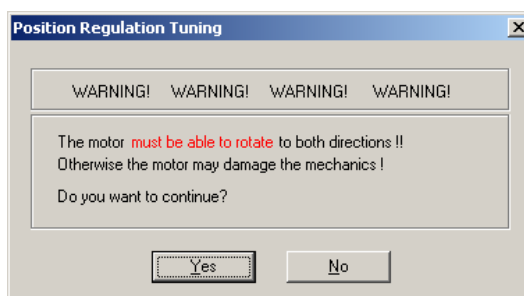 Position Regulation Tuning
WARNING! WARNING! WARNING! WARNING!
The motor must be able to rotate to both directions !!
Otherwise the motor may damage the mechanics !
Do you want to continue?
Yes No